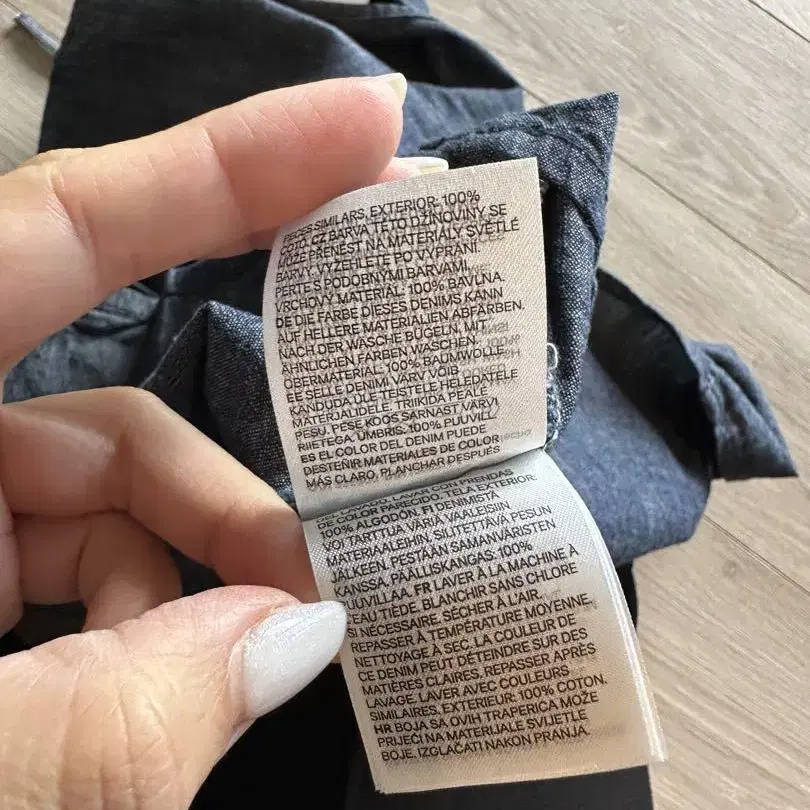 SIMILARS, EXTERIOR: 100%
CZ BARVA TÉTO DŽÍNOVINY SE
MŮŽE PŘENÉST NA MATERIÁLY SVĚTLÉ
BARVY. VYŽEHLETE PO VYPRÁNÍ.
PERTE S PODOBNÝMI BARVAMI.
VRCHOVÝ MATERIÁL: 100% BAVLNA.
DE DIE FARBE DIESES DENIMS KANN
AUF HELLERE MATERIALIEN ABFÄRBEN.
NACH DER WÄSCHE BÜGELN. MIT
ÄHNLICHEN FARBEN WASCHEN.
OBERMATERIAL: 100% BAUMWOLLE
EE SELLE DENIMI VÄRV VÕIB
KANDUDA ÜLE TEISTELE HELEDATELE
MATERJALIDELE. TRIIKIDA PEALE
PESU. PESE KOOS SARNAST VÄRVI
RIIETEGA. ÜMBRIS: 100% PUUVILL
ES EL COLOR DEL DENIM PUEDE
DESTEÑIR MATERIALES DE COLOR
MÁS CLARO. PLANCHAR DESPUÉS
DEL LAVADO. LAVAR CON PRENDAS
DE COLOR PARECIDO. TELA EXTERIOR:
100% ALGODÓN. FI DENIMISTÄ
VOI TARTTUA VÄRIÄ VAALEISIIN
MATERIAALEIHIN. SILITETTÄVÄ PESUN
JÄLKEEN. PESTÄÄN SAMANVÄRISTEN
KANSSA. PÄÄLLISKANGAS: 100%
PUUVILLAA. FR LAVER À LA MACHINE À
L'EAU TIÈDE. BLANCHIR SANS CHLORE
SI NÉCESSAIRE. SÉCHER À L'AIR.
REPASSER À TEMPÉRATURE MOYENNE.
NETTOYAGE À SEC. LA COULEUR DE
CE DENIM PEUT DÉTEINDRE SUR DES
MATIÈRES CLAIRES. REPASSER APRÈS
LAVAGE. LAVER AVEC COULEURS
SIMILAIRES. EXTERIEUR: 100% COTON.
HR BOJA SA OVIH TRAPERICA MOŽE
PRIJEĆI NA MATERIJALE SVIJETLE
BOJE. IZGLAČATI NAKON PRANJA.